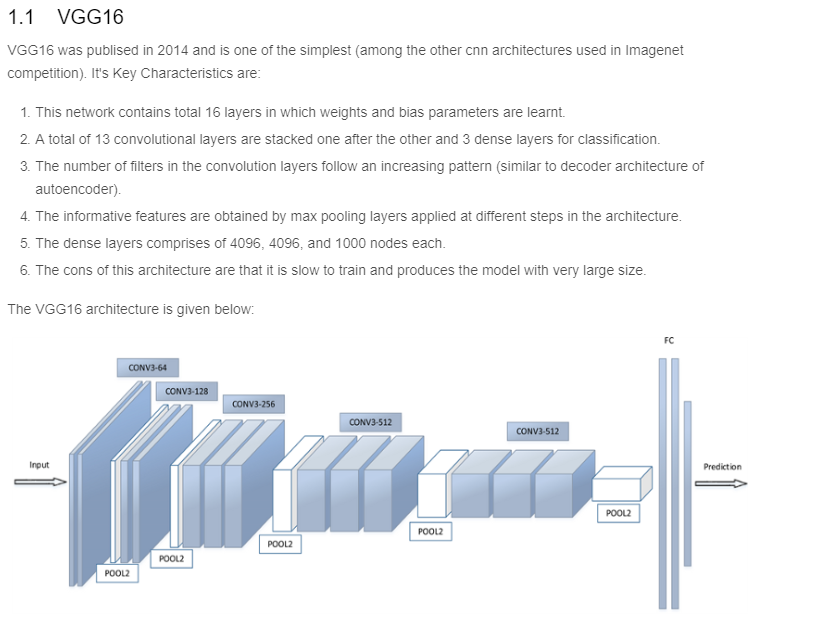 1.1 VGG16
VGG16 was publised in 2014 and is one of the simplest (among the other cnn architectures used in Imagenet
competition). It's Key Characteristics are:
1. This network contains total 16 layers in which weights and bias parameters are learnt.
2. A total of 13 convolutional layers are stacked one after the other and 3 dense layers for classification.
3. The number of filters in the convolution layers follow an increasing pattern (similar to decoder architecture of
autoencoder).
4. The informative features are obtained by max pooling layers applied at different steps in the architecture.
5. The dense layers comprises of 4096, 4096, and 1000 nodes each.
6. The cons of this architecture are that it is slow to train and produces the model with very large size.
The VGG16 architecture is given below:
FC
CONV3-64
CONV3-128
CONV3-256
CONV3-512
CONV3-512
Input
Prediction
POOL2
POOL2
POOL2
POOL2
POOL2